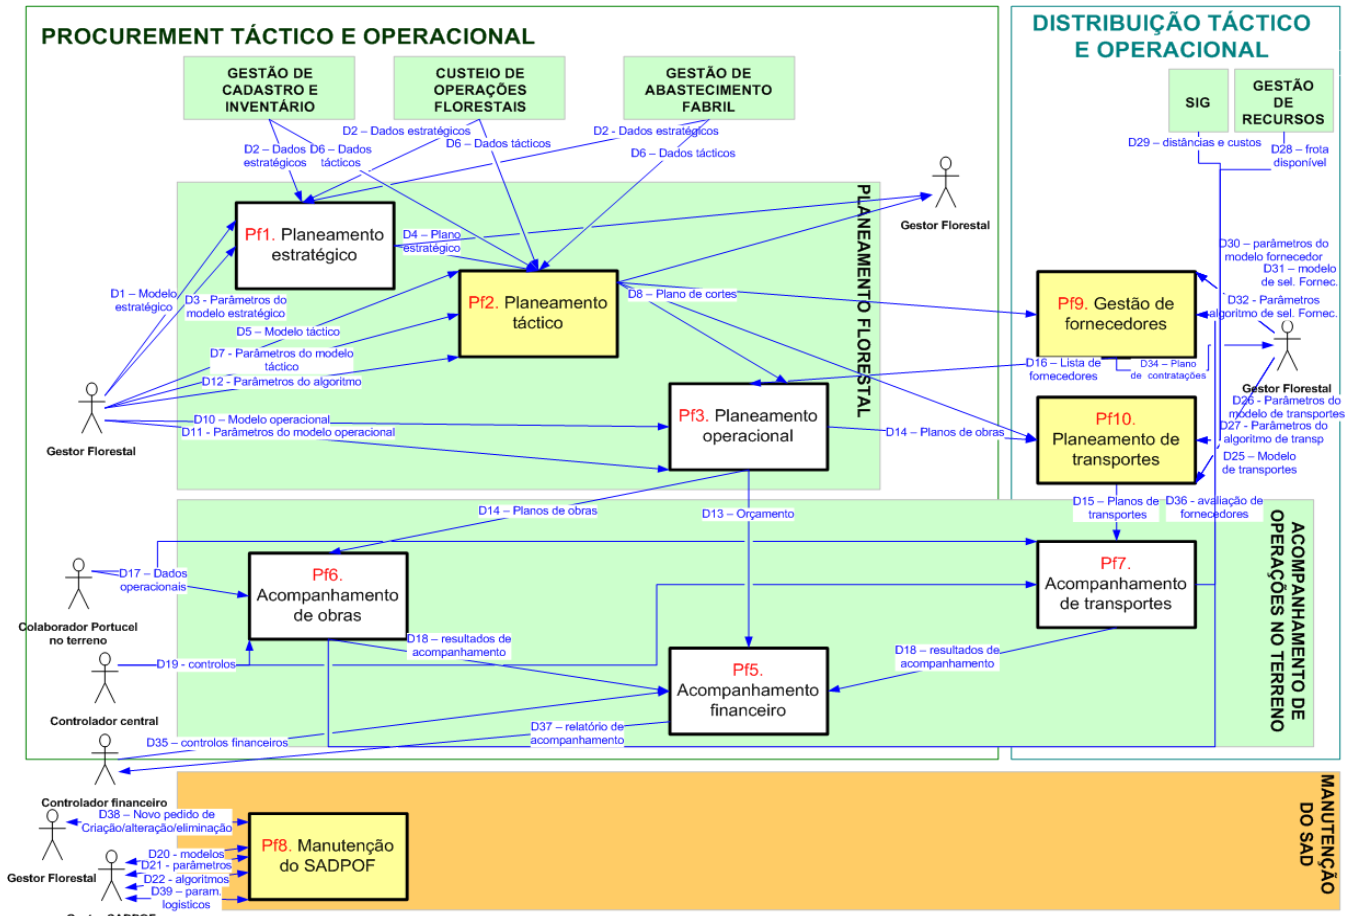 PROCUREMENT TÁCTICO E OPERACIONAL
DISTRIBUIÇÃO TÁCTICO
E OPERACIONAL
GESTÃO DE
CADASTRO E
INVENTÁRIO
CUSTEIO DE
OPERAÇÕES
FLORESTAIS
GESTÃO DE
ABASTECIMENTO
FABRIL
SIG
GESTÃO
DE
RECURSOS
D2 – Dados
estratégicos
D6 – Dados
tácticos
D2 – Dados estratégicos
D6 – Dados tácticos
D2 - Dados estratégicos
D6 – Dados tácticos
D29 – distâncias e custos
D28 – frota
disponível
PLANEAMENTO FLORESTAL
Gestor Florestal
Pf1. Planeamento
estratégico
D4 – Plano
estratégico
D1 – Modelo
estratégico
D3 - Parâmetros do
modelo estratégico
Pf2. Planeamento
táctico
D8 – Plano de cortes
D5 – Modelo táctico
D7 - Parâmetros do modelo
táctico
D12 - Parâmetros do algoritmo
D30 – parâmetros do
modelo fornecedor
D31 – modelo
de sel. Fornec.
D32 - Parâmetros
algoritmo de sel. Fornec.
Pf9. Gestão de
fornecedores
D16 – Lista de
fornecedores
D34 – Plano
de contratações
Gestor Florestal
Gestor Florestal
D10 – Modelo operacional
D11 - Parâmetros do modelo operacional
Pf3. Planeamento
operacional
D14 – Planos de obras
Pf10.
Planeamento de
transportes
D26 – Parâmetros do
modelo de transportes
D27 - Parâmetros do
algoritmo de transp
D25 – Modelo
de transportes
D14 – Planos de obras
D13 – Orçamento
D15 – Planos de
transportes
D36 - avaliação de
fornecedores
ACOMPANHAMENTO DE
OPERAÇÕES NO TERRENO
D17 – Dados
operacionais
Colaborador Portucel
no terreno
Pf6.
Acompanhamento
de obras
Pf7.
Acompanhamento
de transportes
D18 – resultados de
acompanhamento
D18 – resultados de
acompanhamento
D19 - controlos
Controlador central
Pf5.
Acompanhamento
financeiro
D37 – relatório de
acompanhamento
D35 – controlos financeiros
Controlador financeiro
MANUTENÇÃO
DO SAD
D38 – Novo pedido de
Criação/alteração/eliminação
Gestor Florestal
Pf8. Manutenção
do SADPOF
D20 - modelos
D21 - parâmetros
D22 - algoritmos
D39 – param.
logisticos